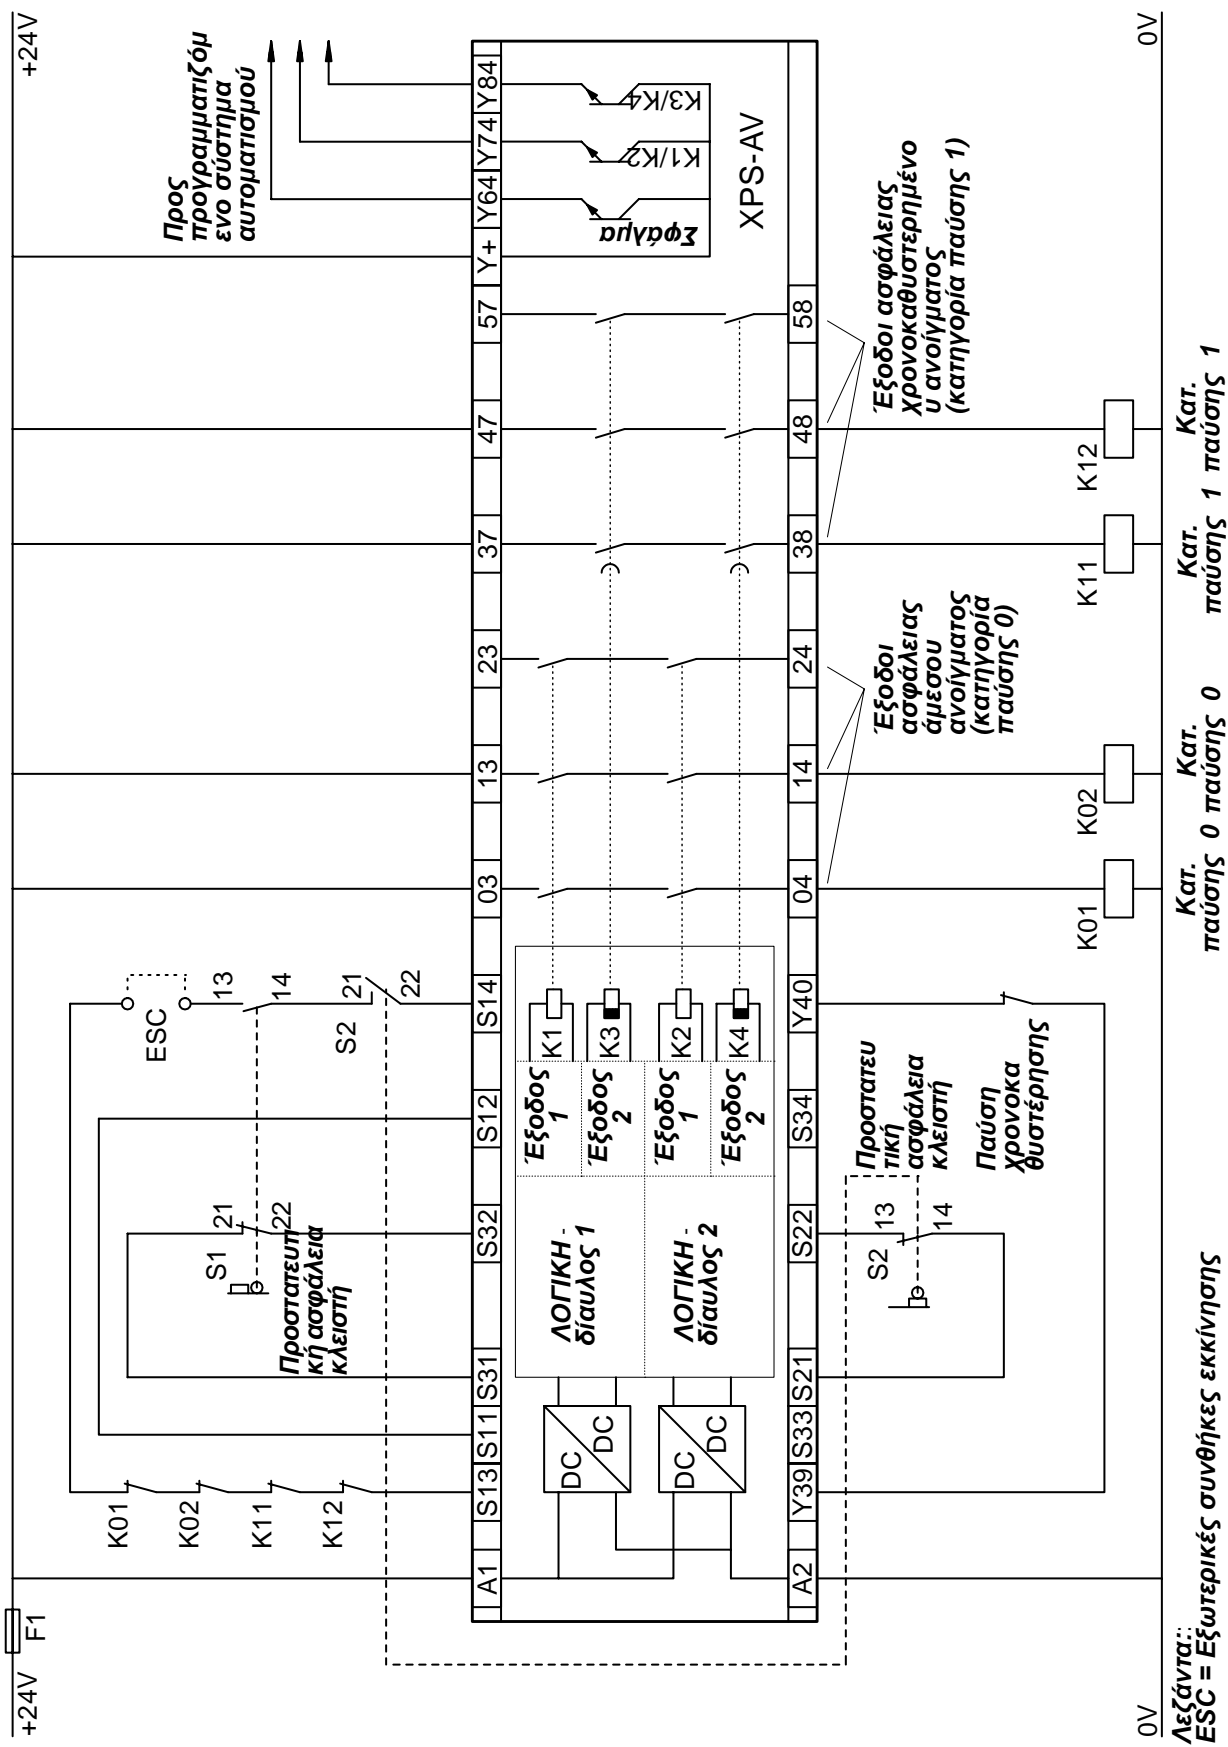 +24V
F1
+24V
Προς
προγραμματιζόμ
ενο σύστημα
αυτοματισμού
K01
K02
K11
K12
ESC
13
14
21
22
S2
S1
21
22
Προστατευτι
κή ασφάλεια
κλειστή
A1
S13
S11
S31
S32
S12
S14
03
13
23
37
47
57
Y+
Y64
Y74
Y84
DC
DC
DC
DC
ΛΟΓΙΚΗ -
δίαυλος 1
ΛΟΓΙΚΗ -
δίαυλος 2
Έξοδος
1
Έξοδος
2
Έξοδος
1
Έξοδος
2
K1
K3
K2
K4
Σφάλμα
K1/K2
K3/K4
XPS-AV
A2
Y39
S33
S21
S22
S34
Y40
04
14
24
38
48
58
S2
13
14
Προστατευ
τική
ασφάλεια
κλειστή
Παύση
χρονοκα
θυστέρησης
Έξοδοι
ασφάλειας
άμεσου
ανοίγματος
(κατηγορία
παύσης 0)
Έξοδοι ασφάλειας
χρονοκαθυστερημένο
υ ανοίγματος
(κατηγορία παύσης 1)
K01
K02
K11
K12
0V
0V
Κατ.
παύσης 0
Κατ.
παύσης 0
Κατ.
παύσης 1
Κατ.
παύσης 1
Λεζάντα::
ESC = Εξωτερικές συνθήκες εκκίνησης